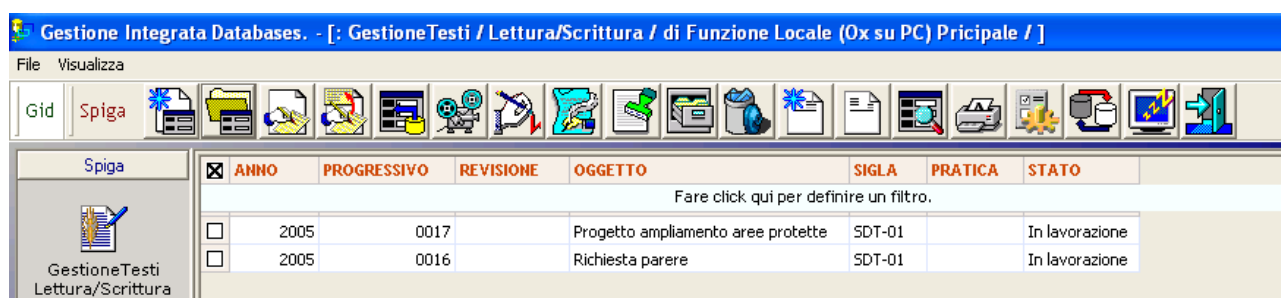 Gestione Integrata Databases. - [: GestioneTesti / Lettura/Scrittura / di Funzione Locale (Ox su PC) Pricipale / ]
File Visualizza
Gid Spiga
Spiga
ANNO PROGRESSIVO REVISIONE OGGETTO SIGLA PRATICA STATO
Fare click qui per definire un filtro.
2005 0017 Progetto ampliamento aree protette SDT-01 In lavorazione
2005 0016 Richiesta parere SDT-01 In lavorazione
GestioneTesti
Lettura/Scrittura